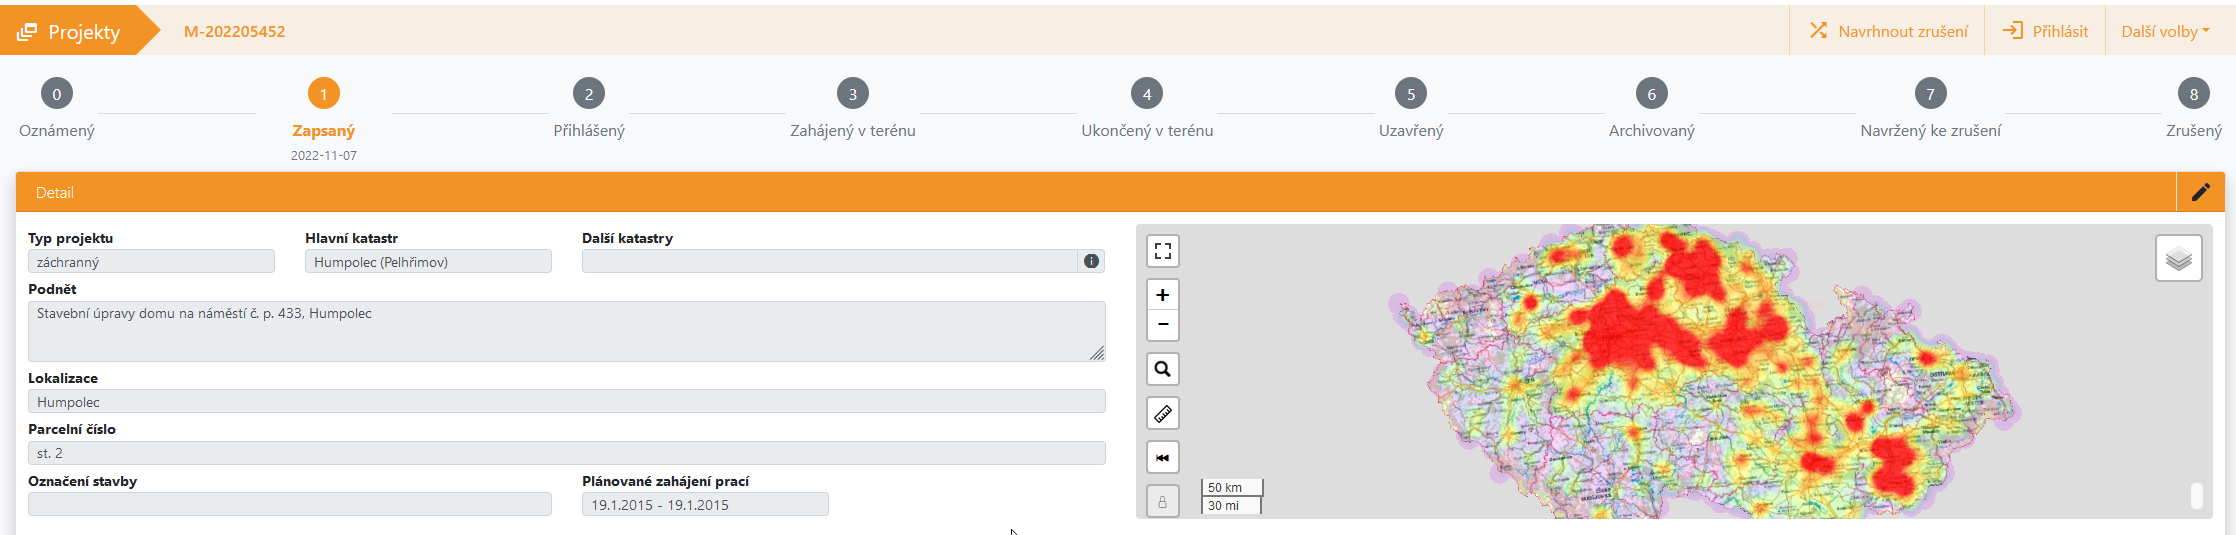 Projekty
M-202205452
Navrhnout zrušení
Přihlásit
Další volby
0 1 2 3 4 5 6 7 8
Oznámený Zapsaný Přihlášený Zahájený v terénu Ukončený v terénu Uzavřený Archivovaný Navržený ke zrušení Zrušený
2022-11-07
Detail
Typ projektu Hlavní katastr Další katastry
záchranný Humpolec (Pelhřimov)
Podnět
Stavební úpravy domu na náměstí č. p. 433, Humpolec
Lokalizace
Humpolec
Parcelní číslo
st. 2
Označení stavby Plánované zahájení prací
19.1.2015 - 19.1.2015
+
−
50 km
30 mi